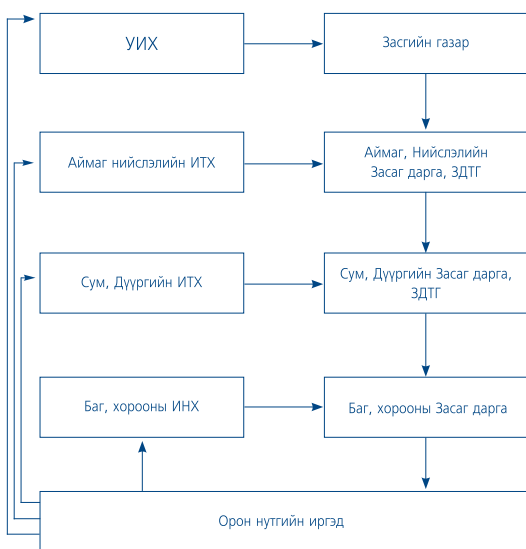 УИХ
Засгийн газар
Аймаг нийслэлийн ИТХ
Аймаг, Нийслэлийн
Засаг дарга, ЗДТГ
Сум, Дүүргийн ИТХ
Сум, Дүүргийн Засаг дарга,
ЗДТГ
Баг, хорооны ИНХ
Баг, хорооны Засаг дарга
Орон нутгийн иргэд